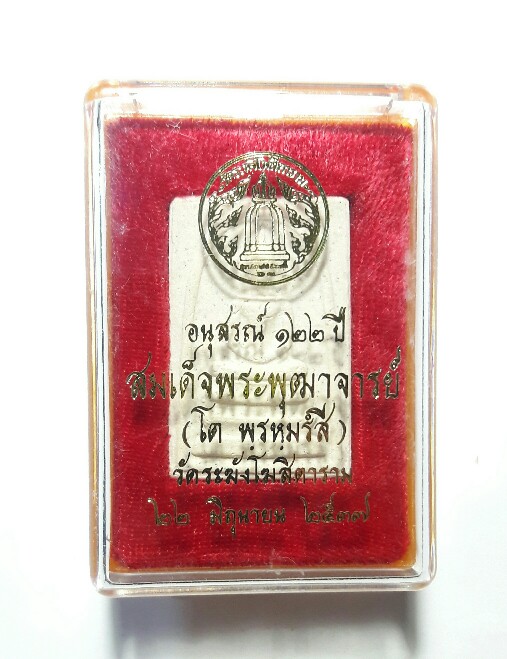 อนุสรณ์ ๑๒๒ ปี
สมเด็จพระพุฒาจารย์
(โต พรหฺมรํสี)
วัดระฆังโฆสิตาราม
๒๒ มิถุนายน ๒๕๓๗